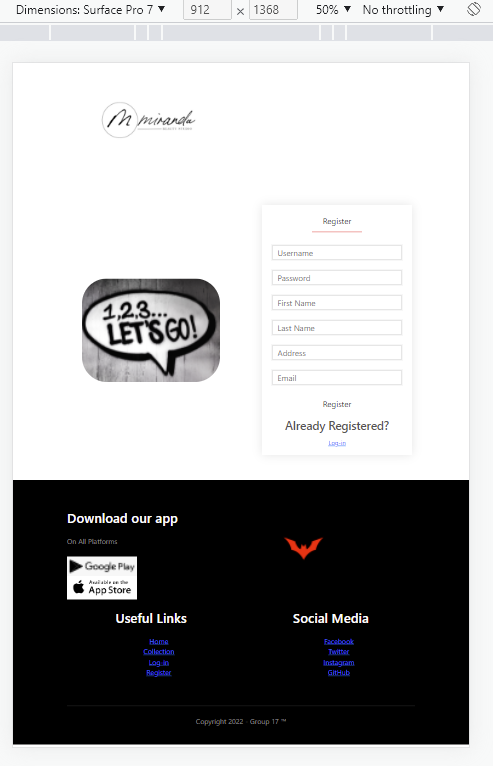 Dimensions: Surface Pro 7 ▼ 912 × 1368 50% ▼ No throttling ▼
M miranda
BEAUTY STUDIO
Register
Username
Password
First Name
Last Name
Address
Email
Register
Already Registered?
Log-in
1,2,3...
LET'S GO!
Download our app
On All Platforms
Google Play
Available on the
App Store
Useful Links
Home
Collection
Log-in
Register
Social Media
Facebook
Twitter
Instagram
GitHub
Copyright 2022 - Group 17 ™